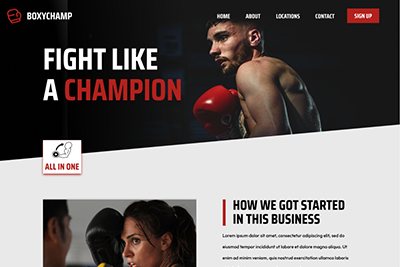 BOXYCHAMP
HOME ABOUT LOCATIONS CONTACT SIGN UP
FIGHT LIKE
A CHAMPION
ALL IN ONE
HOW WE GOT STARTED
IN THIS BUSINESS
Lorem ipsum dolor sit amet, consectetur adipiscing elit, sed do
eiusmod tempor incididunt ut labore et dolore magna aliqua. Ut
enim ad minim veniam, quis nostrud exercitation ullamco laboris